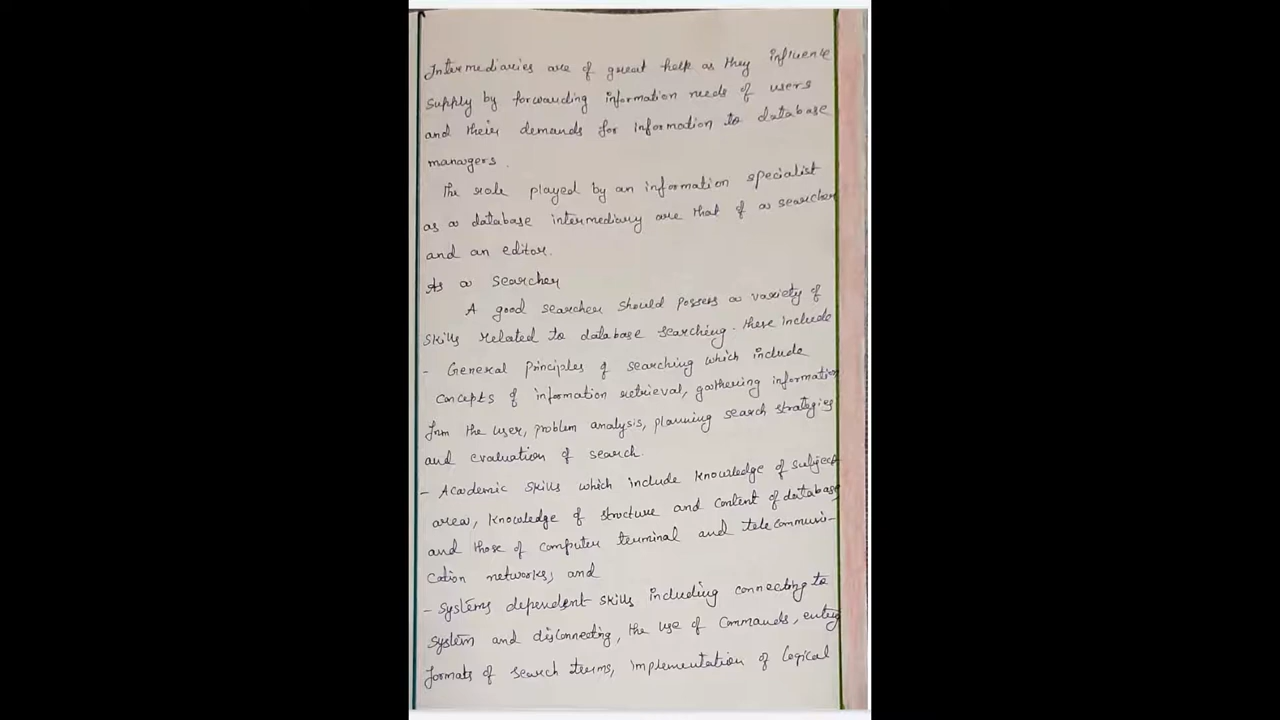 Intermediaries are of great help as they influence
supply by forwarding information needs of users
and their demands for information to database
managers.
The role played by an information specialist
as a database intermediary are that of a searcher
and an editor.
As a searcher
A good searcher should possess a variety of
skills related to database searching. These include
- General principles of searching which include
concepts of information retrieval, gathering information
from the user, problem analysis, planning search strategies
and evaluation of search.
- Academic skills which include knowledge of subject
area, knowledge of structure and content of database
and those of computer terminal and telecommuni-
cation networks, and
- Systems dependent skills including connecting to
system and disconnecting, the use of commands, entry
formats of search terms, implementation of logical